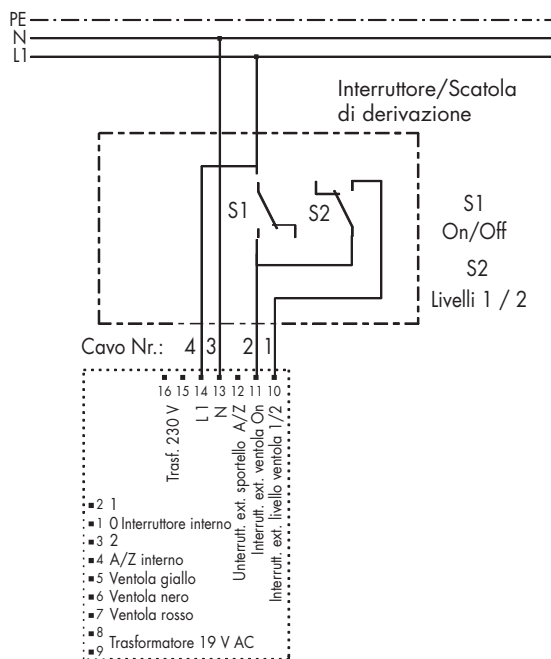 PE
N
L1
Interruttore/Scatola
di derivazione
S1
S2
S1
On/Off
S2
Livelli 1 / 2
Cavo Nr.: 4 3 2 1
16 15 14 13 12 11 10
Trasf. 230 V
L1
N
Unterrutt. ext. sportello A/Z
Interrutt. ext. ventola On
Interrutt. ext. livello ventola 1/2
2 1
1 0 Interruttore interno
3 2
4 A/Z interno
5 Ventola giallo
6 Ventola nero
7 Ventola rosso
8
Trasformatore 19 V AC
9